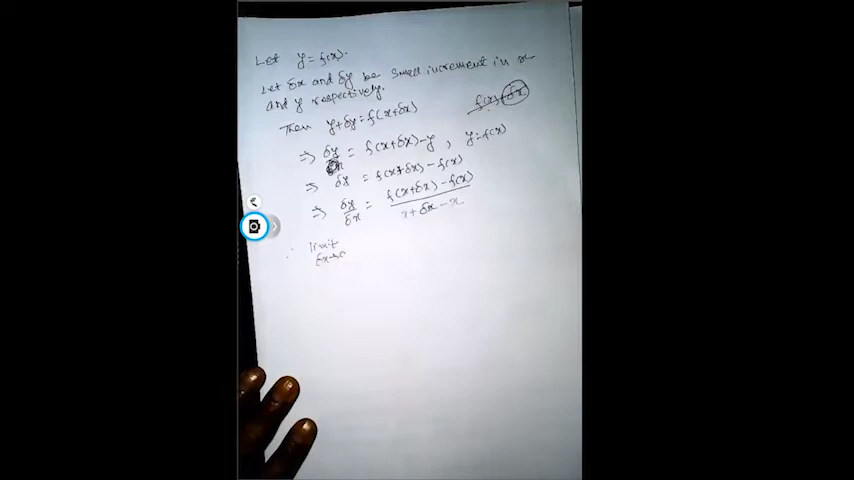 Let y = f(x).
Let δx and δy be small increment in x
and y respectively.
Then y+δy = f(x+δx)
f(x)+δx
⇒ δy = f(x+δx) - y , y = f(x)
⇒ δy = f(x+δx) - f(x)
⇒ δy/δx = f(x+δx) - f(x) / x + δx - x
∴ limit
δx→0